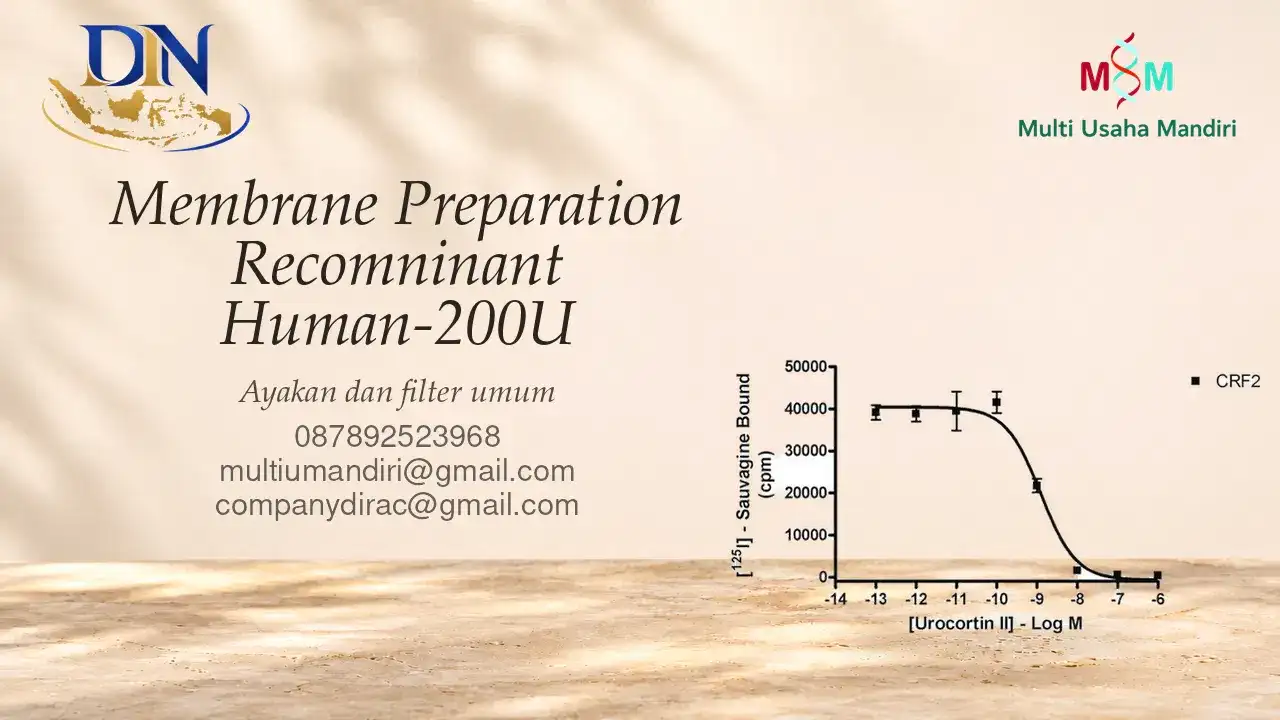 DIN
MSM
Multi Usaha Mandiri
Membrane Preparation
Recomninant
Human-200U
Ayakan dan filter umum
087892523968
multiumandiri@gmail.com
companydirac@gmail.com
[125I] - Sauvagine Bound
(cpm)
50000
40000
30000
20000
10000
0
-14 -13 -12 -11 -10 -9 -8 -7 -6
[Urocortin II] - Log M
CRF2